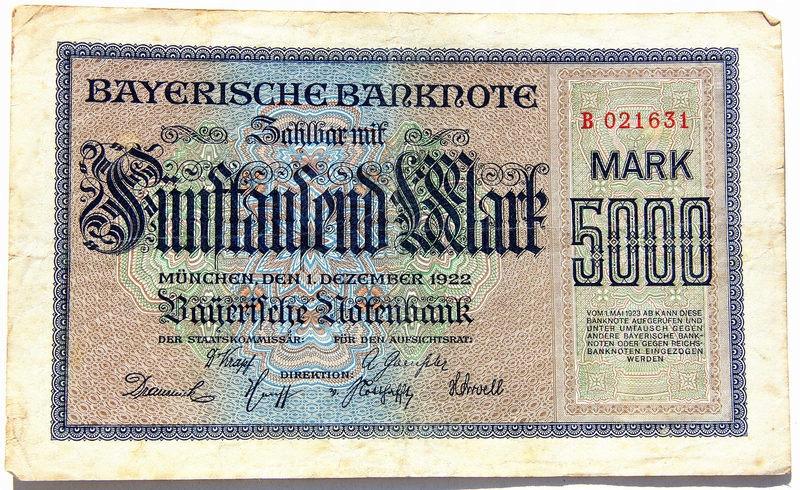 BAYERISCHE BANKNOTE
Zahlbar mit
Fünftausend Mark
MÜNCHEN, DEN 1. DEZEMBER 1922
Bayerische Notenbank
DER STAATSKOMMISSÄR: FÜR DEN AUFSICHTSRAT:
DIREKTION:
B 021631
MARK
5000
VOM 1. MAI 1923 AB KANN DIESE
BANKNOTE AUFGERUFEN UND
UNTER UMTAUSCH GEGEN
ANDERE BAYERISCHE BANK-
NOTEN ODER GEGEN REICHS-
BANKNOTEN EINGEZOGEN
WERDEN